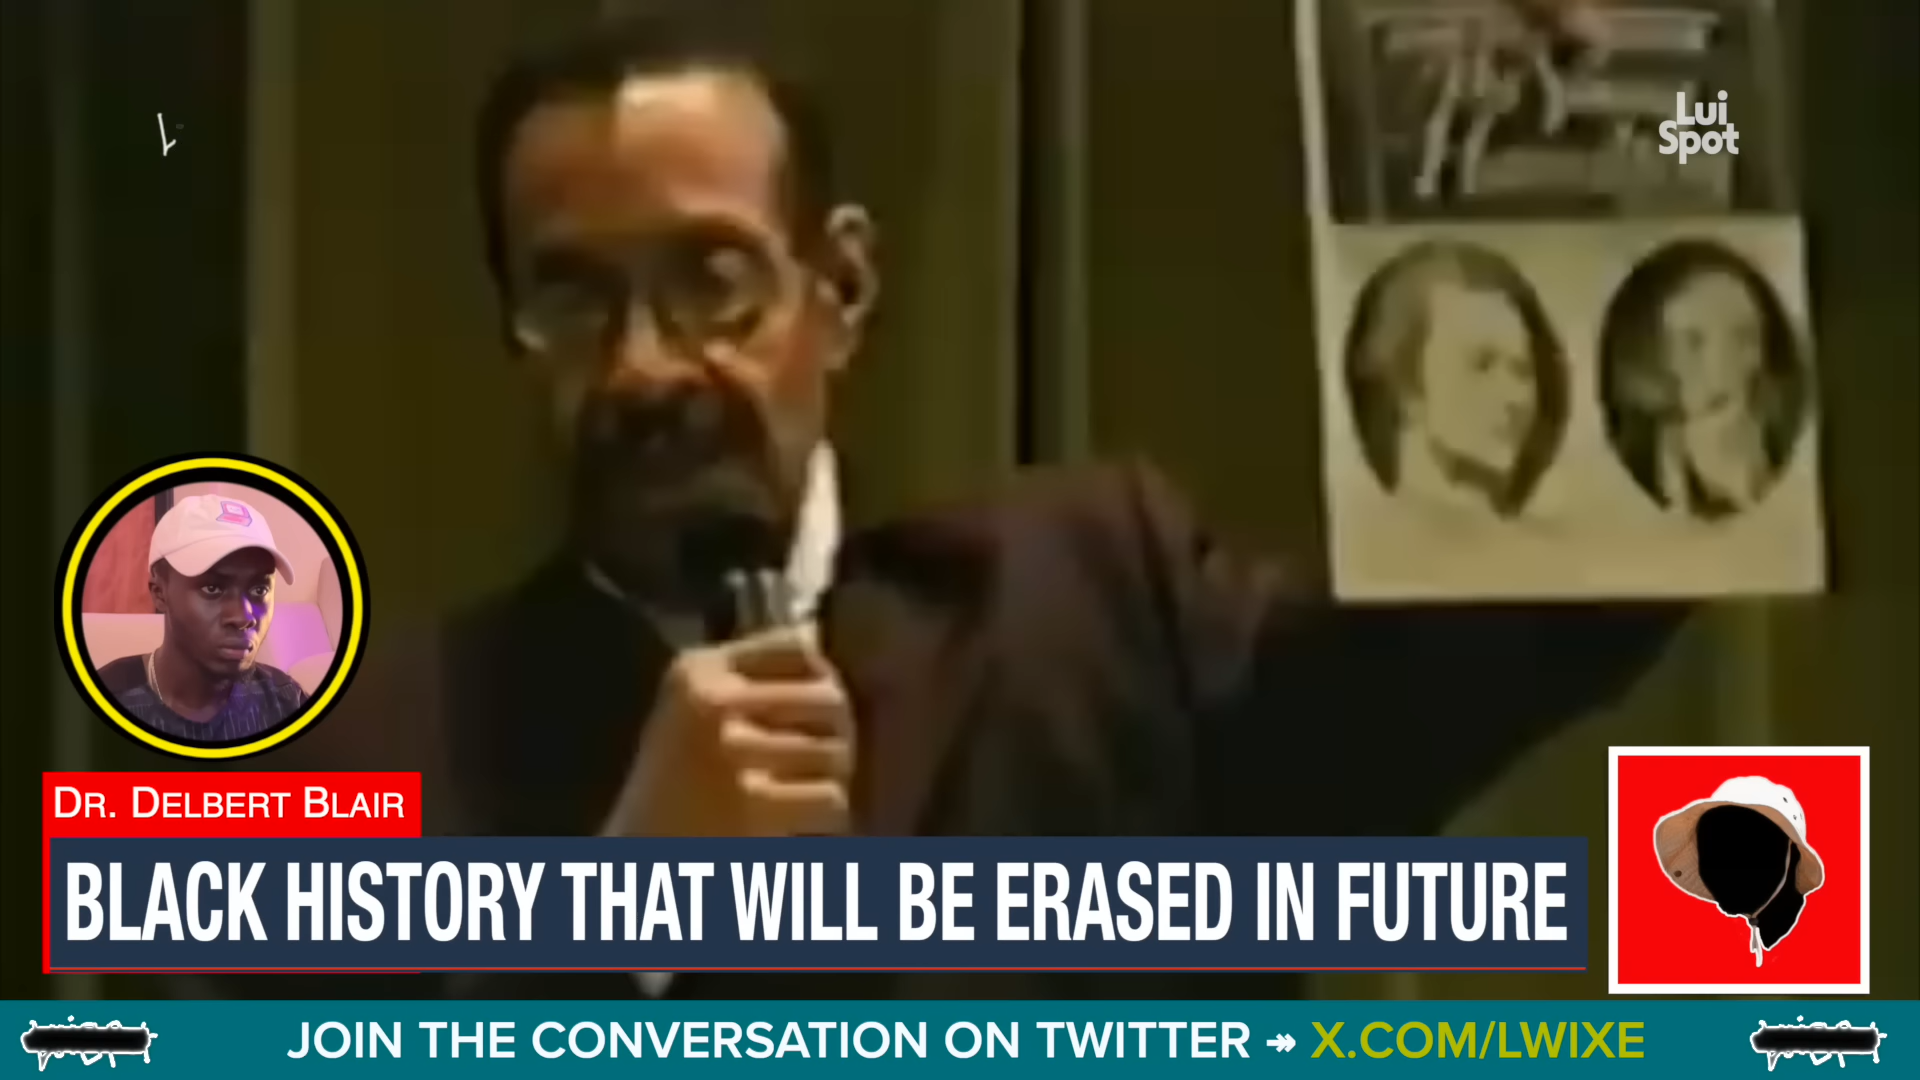 Lui
Spot
DR. DELBERT BLAIR
BLACK HISTORY THAT WILL BE ERASED IN FUTURE
JOIN THE CONVERSATION ON TWITTER ↠ X.COM/LWIXE